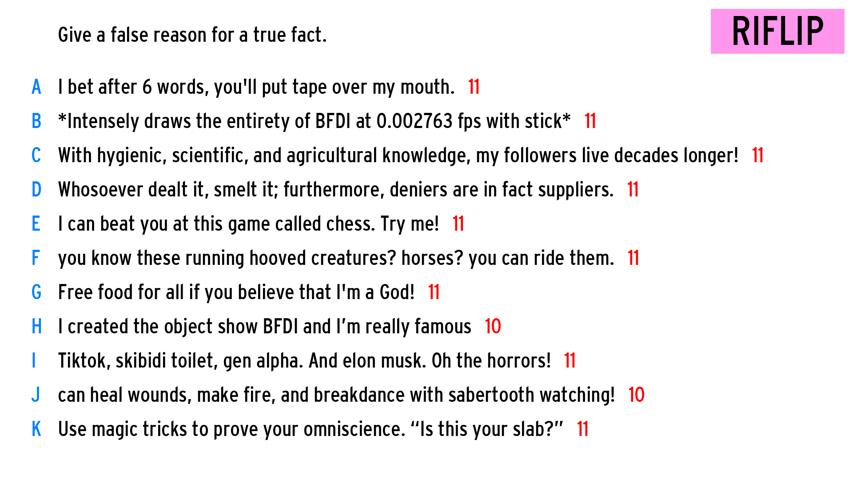 Give a false reason for a true fact.
RIFLIP
A I bet after 6 words, you'll put tape over my mouth. 11
B *Intensely draws the entirety of BFDI at 0.002763 fps with stick* 11
C With hygienic, scientific, and agricultural knowledge, my followers live decades longer! 11
D Whosoever dealt it, smelt it; furthermore, deniers are in fact suppliers. 11
E I can beat you at this game called chess. Try me! 11
F you know these running hooved creatures? horses? you can ride them. 11
G Free food for all if you believe that I'm a God! 11
H I created the object show BFDI and I’m really famous 10
I Tiktok, skibidi toilet, gen alpha. And elon musk. Oh the horrors! 11
J can heal wounds, make fire, and breakdance with sabertooth watching! 10
K Use magic tricks to prove your omniscience. “Is this your slab?” 11